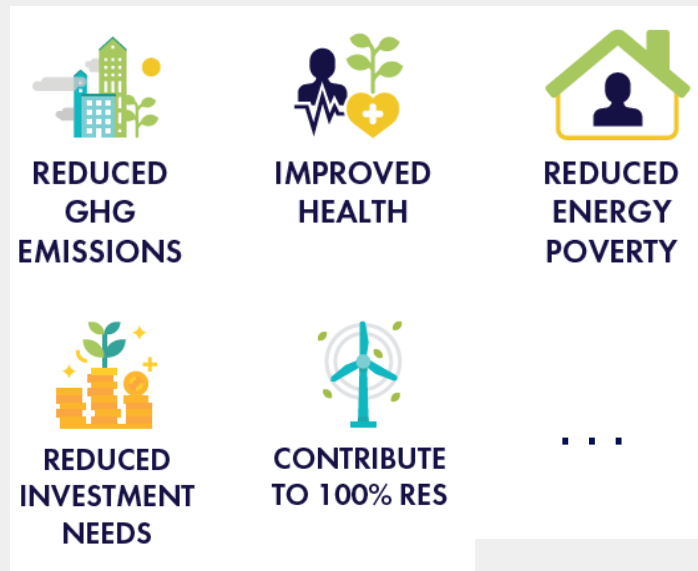 REDUCED
GHG
EMISSIONS
IMPROVED
HEALTH
REDUCED
ENERGY
POVERTY
REDUCED
INVESTMENT
NEEDS
CONTRIBUTE
TO 100% RES
...